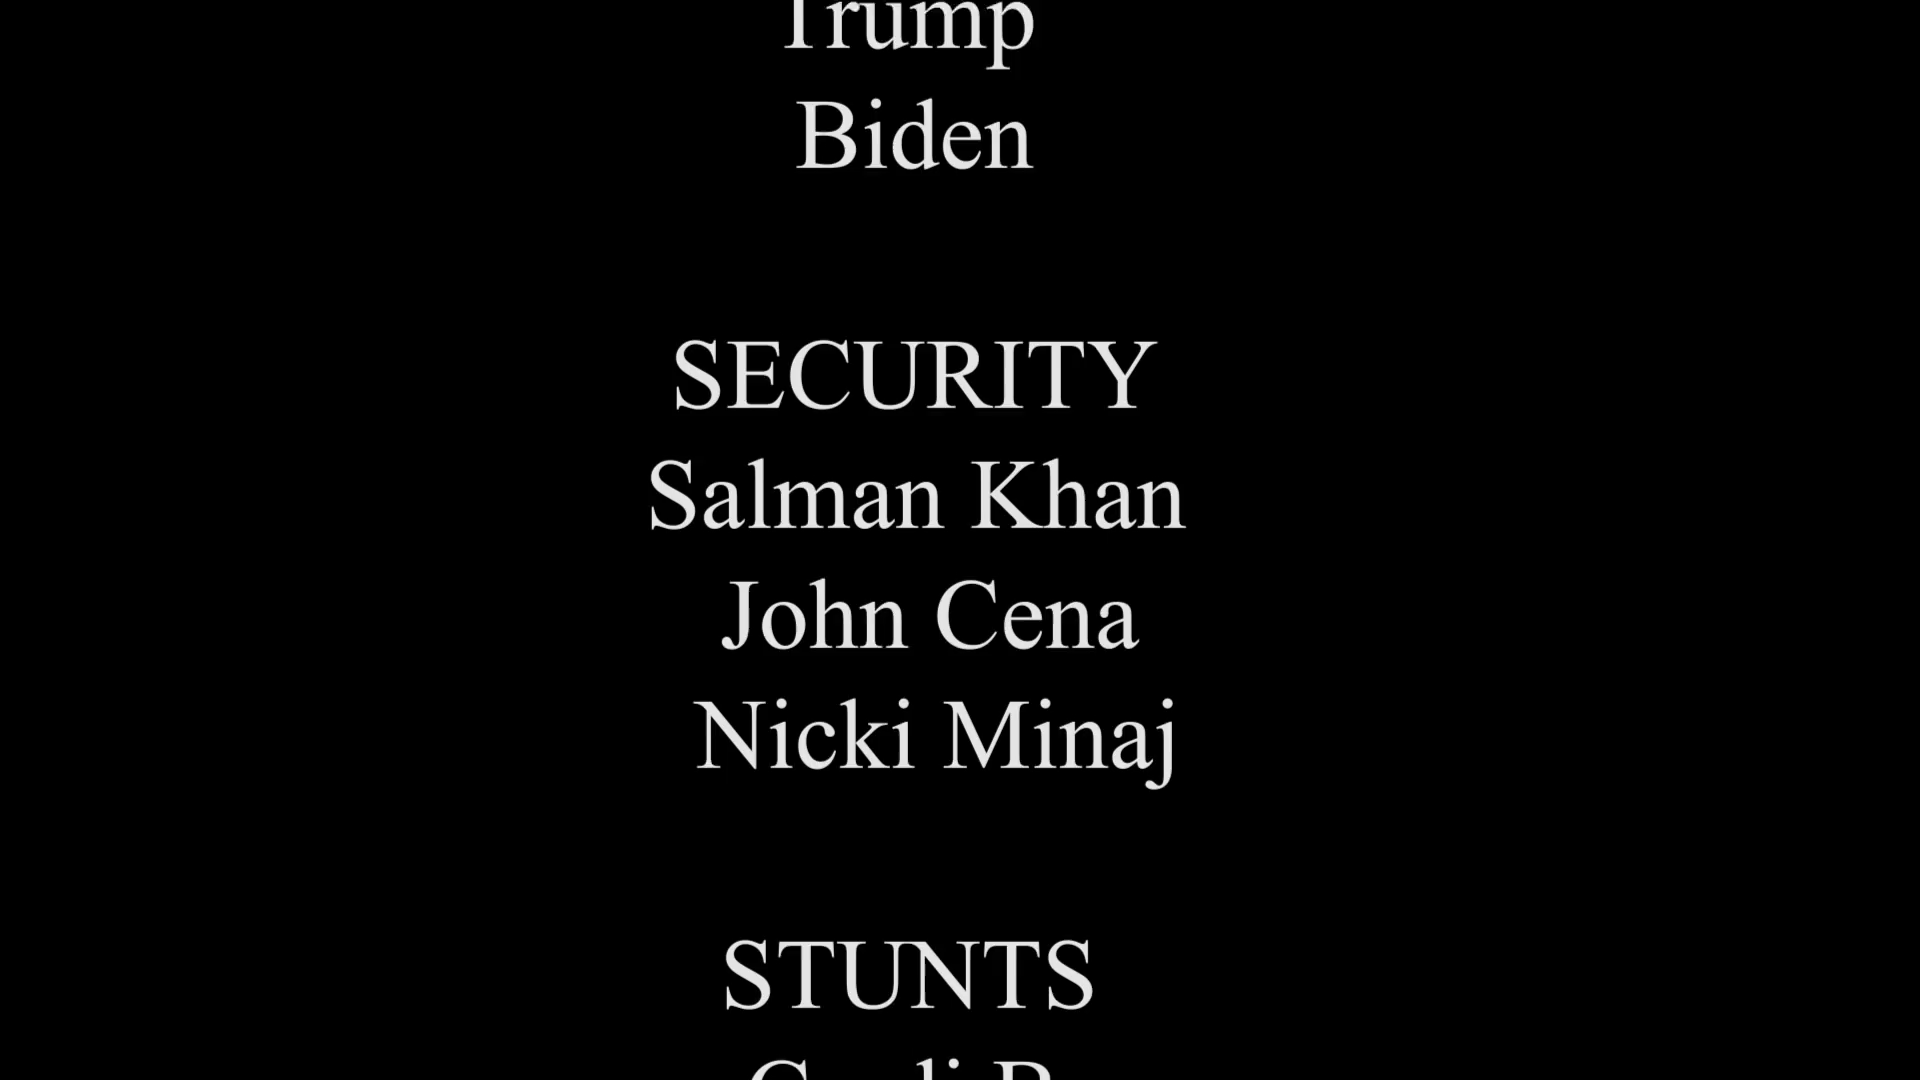 Trump
Biden
SECURITY
Salman Khan
John Cena
Nicki Minaj
STUNTS